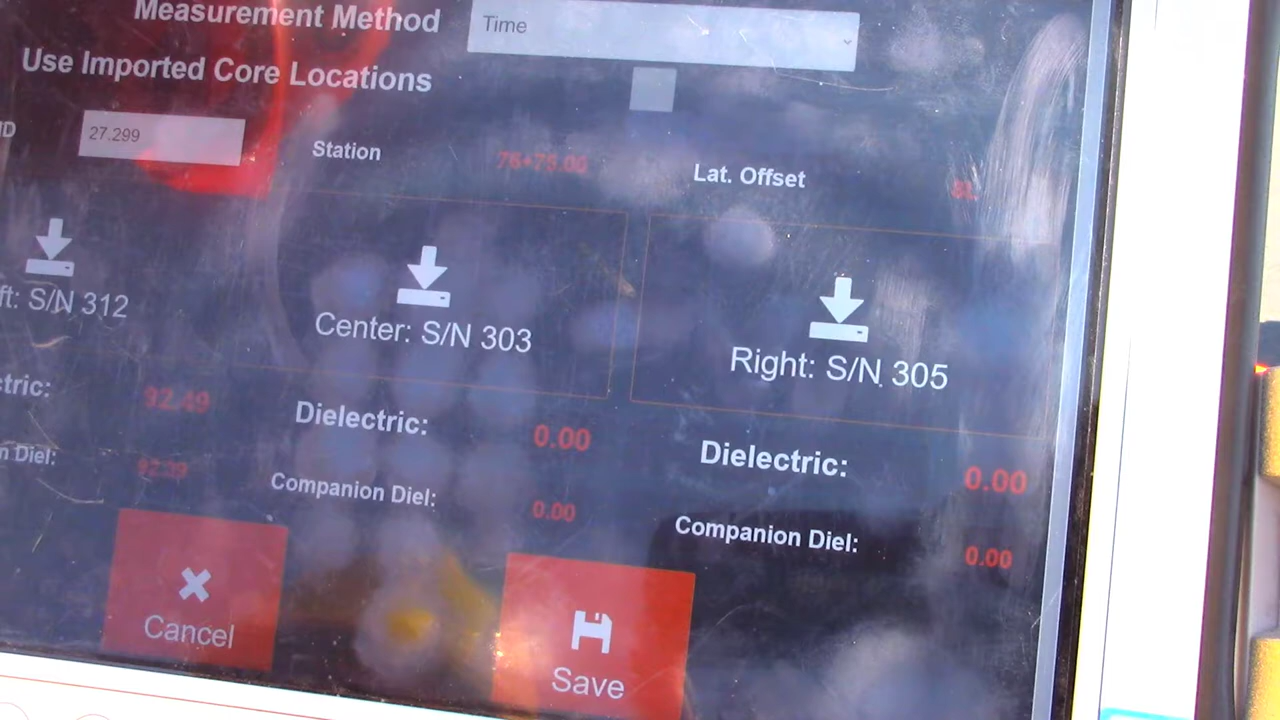 Measurement Method Time
Use Imported Core Locations
ID 27.299 Station 76+75.00 Lat. Offset
ft: S/N 312 Center: S/N 303 Right: S/N 305
ctric: 92.49 Dielectric: 0.00 Dielectric: 0.00
n Diel: 92.39 Companion Diel: 0.00 Companion Diel: 0.00
Cancel Save